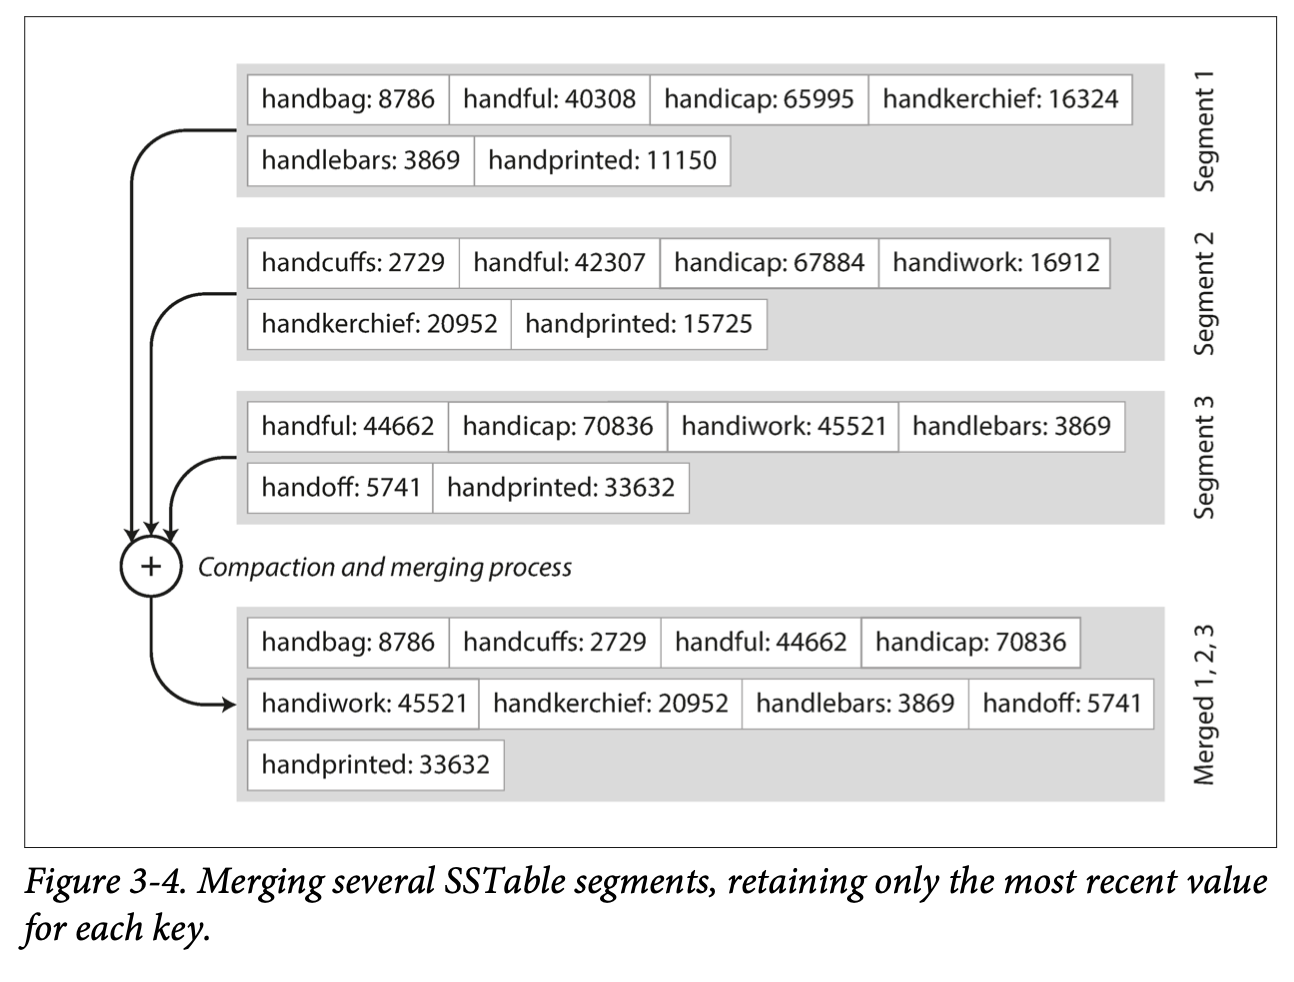 handbag: 8786 handful: 40308 handicap: 65995 handkerchief: 16324
handlebars: 3869 handprinted: 11150
Segment 1
handcuffs: 2729 handful: 42307 handicap: 67884 handiwork: 16912
handkerchief: 20952 handprinted: 15725
Segment 2
handful: 44662 handicap: 70836 handiwork: 45521 handlebars: 3869
handoff: 5741 handprinted: 33632
Segment 3
+ Compaction and merging process
handbag: 8786 handcuffs: 2729 handful: 44662 handicap: 70836
handiwork: 45521 handkerchief: 20952 handlebars: 3869 handoff: 5741
handprinted: 33632
Merged 1, 2, 3
Figure 3-4. Merging several SSTable segments, retaining only the most recent value
for each key.